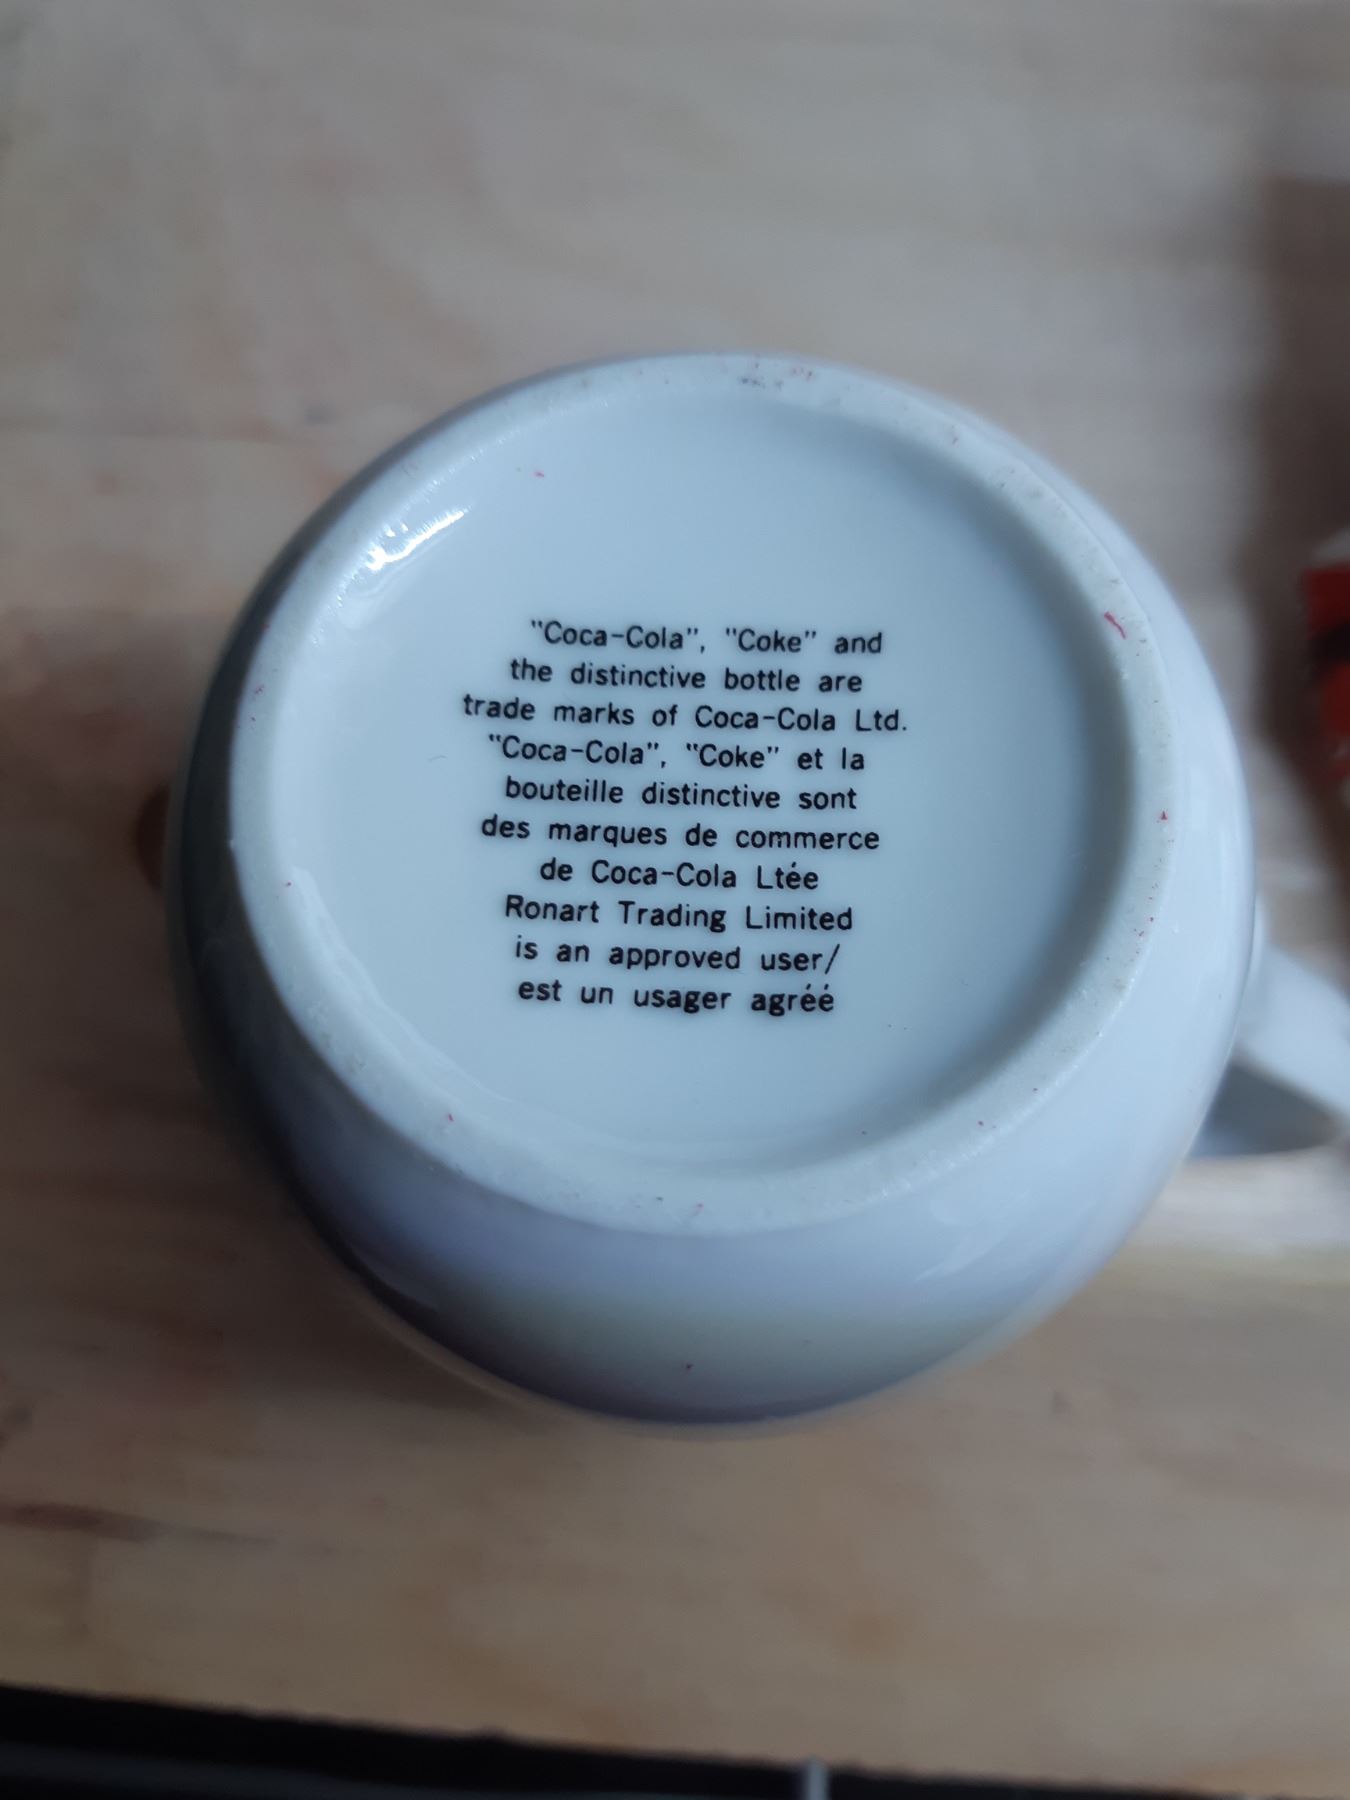 "Coca-Cola", "Coke" and
the distinctive bottle are
trade marks of Coca-Cola Ltd.
"Coca-Cola", "Coke" et la
bouteille distinctive sont
des marques de commerce
de Coca-Cola Ltée
Ronart Trading Limited
is an approved user/
est un usager agréé